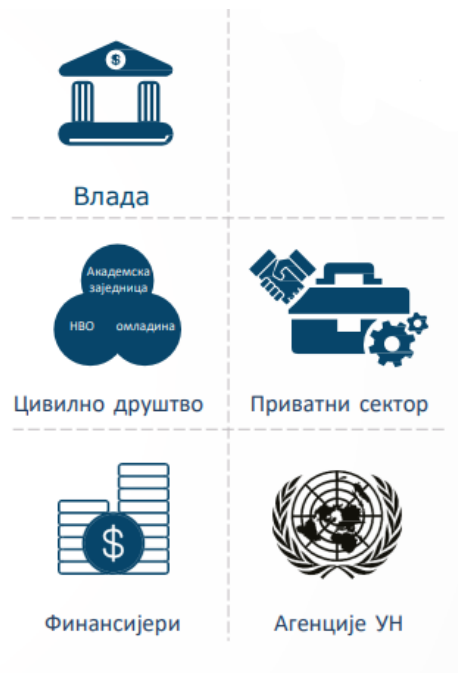 Влада
Академска
заједница
НВО омладина
Цивилно друштво
Приватни сектор
$
Финансијери
Агенције УН